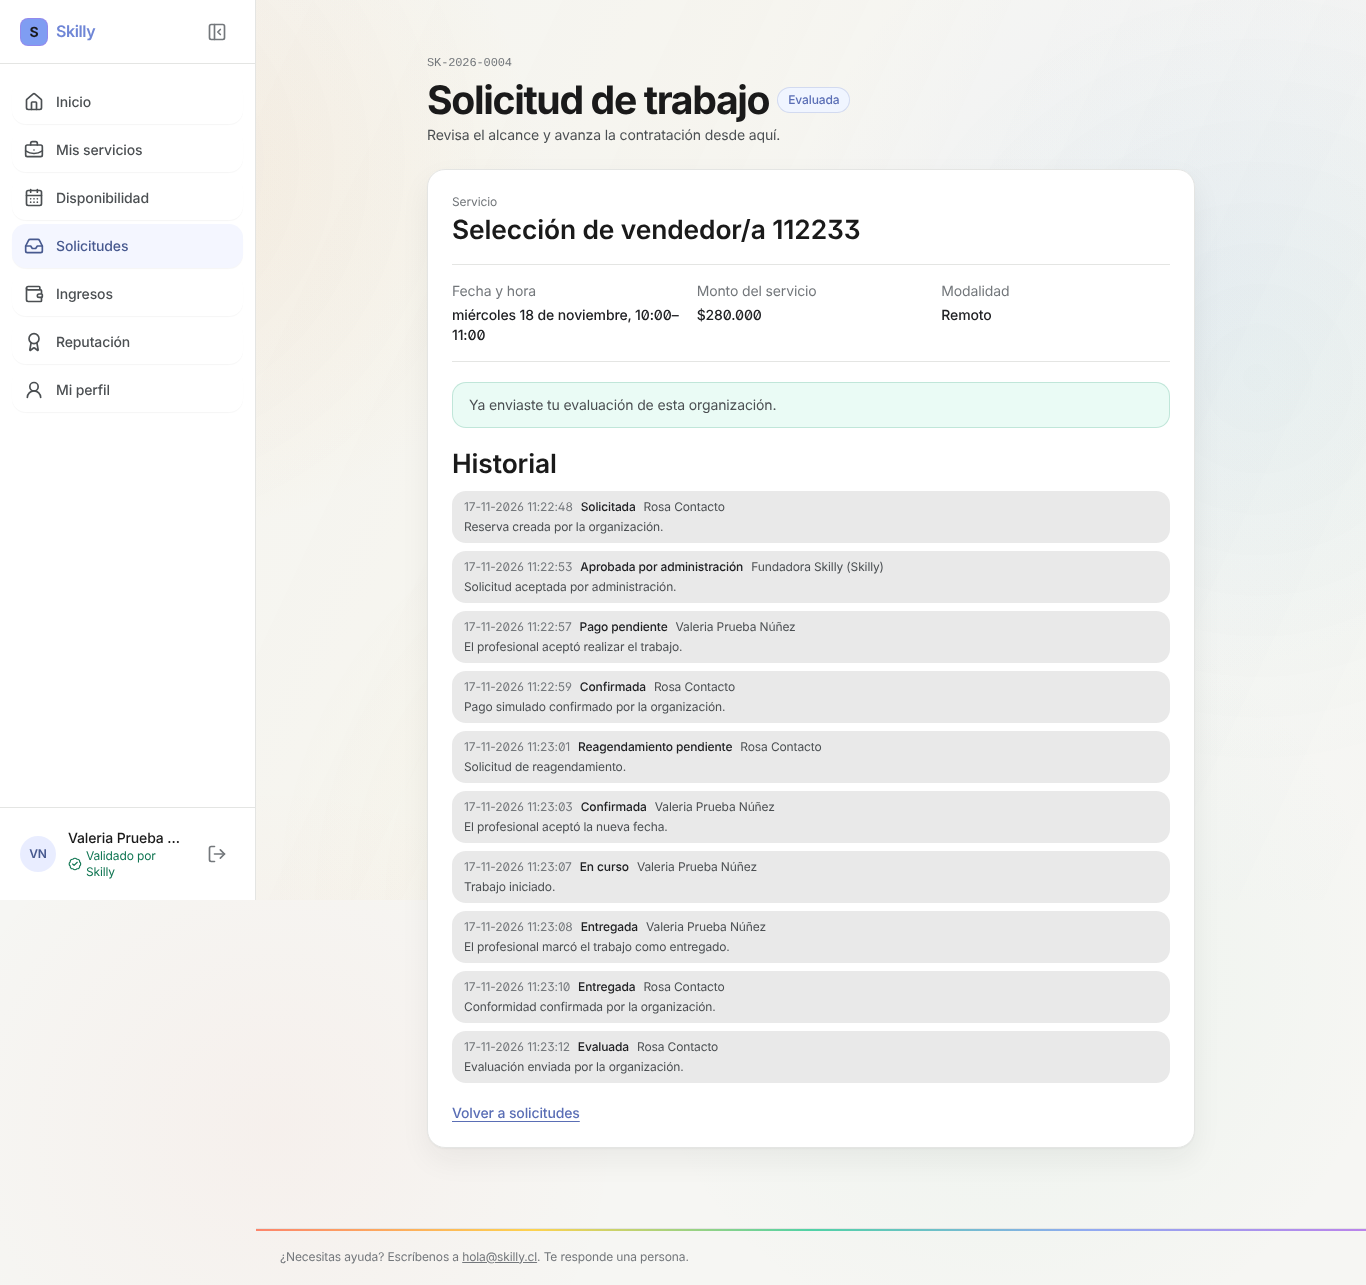 S Skilly
Inicio
Mis servicios
Disponibilidad
Solicitudes
Ingresos
Reputación
Mi perfil
VN
Valeria Prueba ...
Validado por
Skilly
SK-2026-0004
Solicitud de trabajo Evaluada
Revisa el alcance y avanza la contratación desde aquí.
Servicio
Selección de vendedor/a 112233
Fecha y hora
miércoles 18 de noviembre, 10:00–
11:00
Monto del servicio
$280.000
Modalidad
Remoto
Ya enviaste tu evaluación de esta organización.
Historial
17-11-2026 11:22:48 Solicitada Rosa Contacto
Reserva creada por la organización.
17-11-2026 11:22:53 Aprobada por administración Fundadora Skilly (Skilly)
Solicitud aceptada por administración.
17-11-2026 11:22:57 Pago pendiente Valeria Prueba Núñez
El profesional aceptó realizar el trabajo.
17-11-2026 11:22:59 Confirmada Rosa Contacto
Pago simulado confirmado por la organización.
17-11-2026 11:23:01 Reagendamiento pendiente Rosa Contacto
Solicitud de reagendamiento.
17-11-2026 11:23:03 Confirmada Valeria Prueba Núñez
El profesional aceptó la nueva fecha.
17-11-2026 11:23:07 En curso Valeria Prueba Núñez
Trabajo iniciado.
17-11-2026 11:23:08 Entregada Valeria Prueba Núñez
El profesional marcó el trabajo como entregado.
17-11-2026 11:23:10 Entregada Rosa Contacto
Conformidad confirmada por la organización.
17-11-2026 11:23:12 Evaluada Rosa Contacto
Evaluación enviada por la organización.
Volver a solicitudes
¿Necesitas ayuda? Escríbenos a hola@skilly.cl. Te responde una persona.